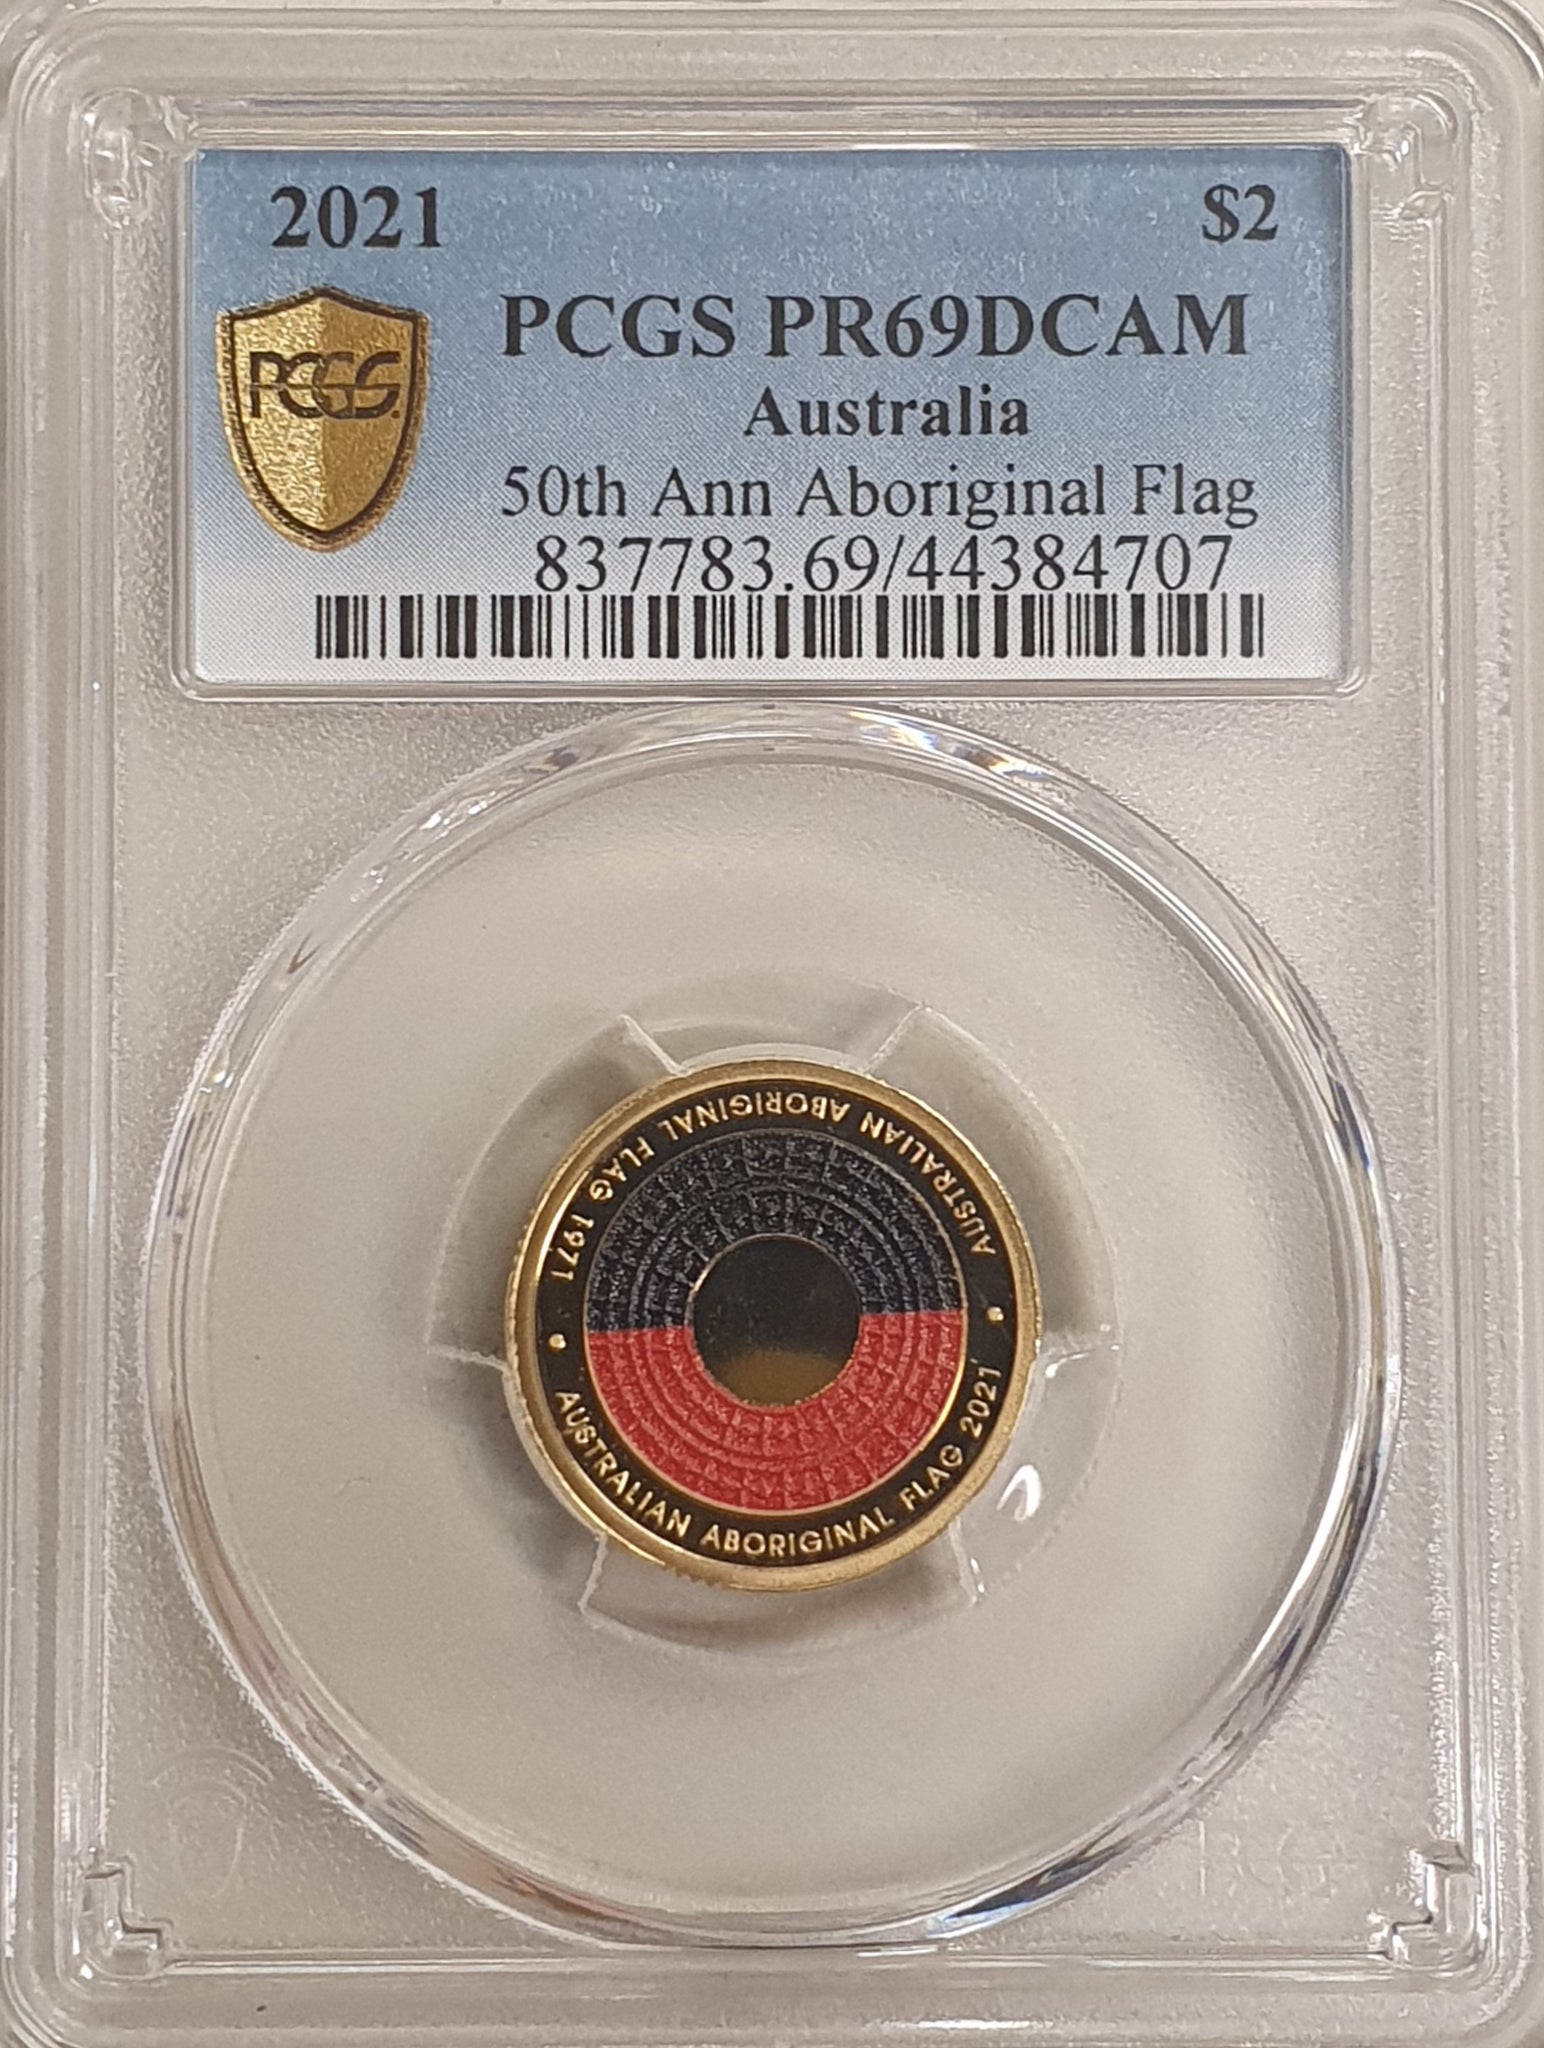 2021 $2
PCGS
PCGS PR69DCAM
Australia
50th Ann Aboriginal Flag
837783.69/44384707
AUSTRALIAN ABORIGINAL FLAG 1971
AUSTRALIAN ABORIGINAL FLAG 2021